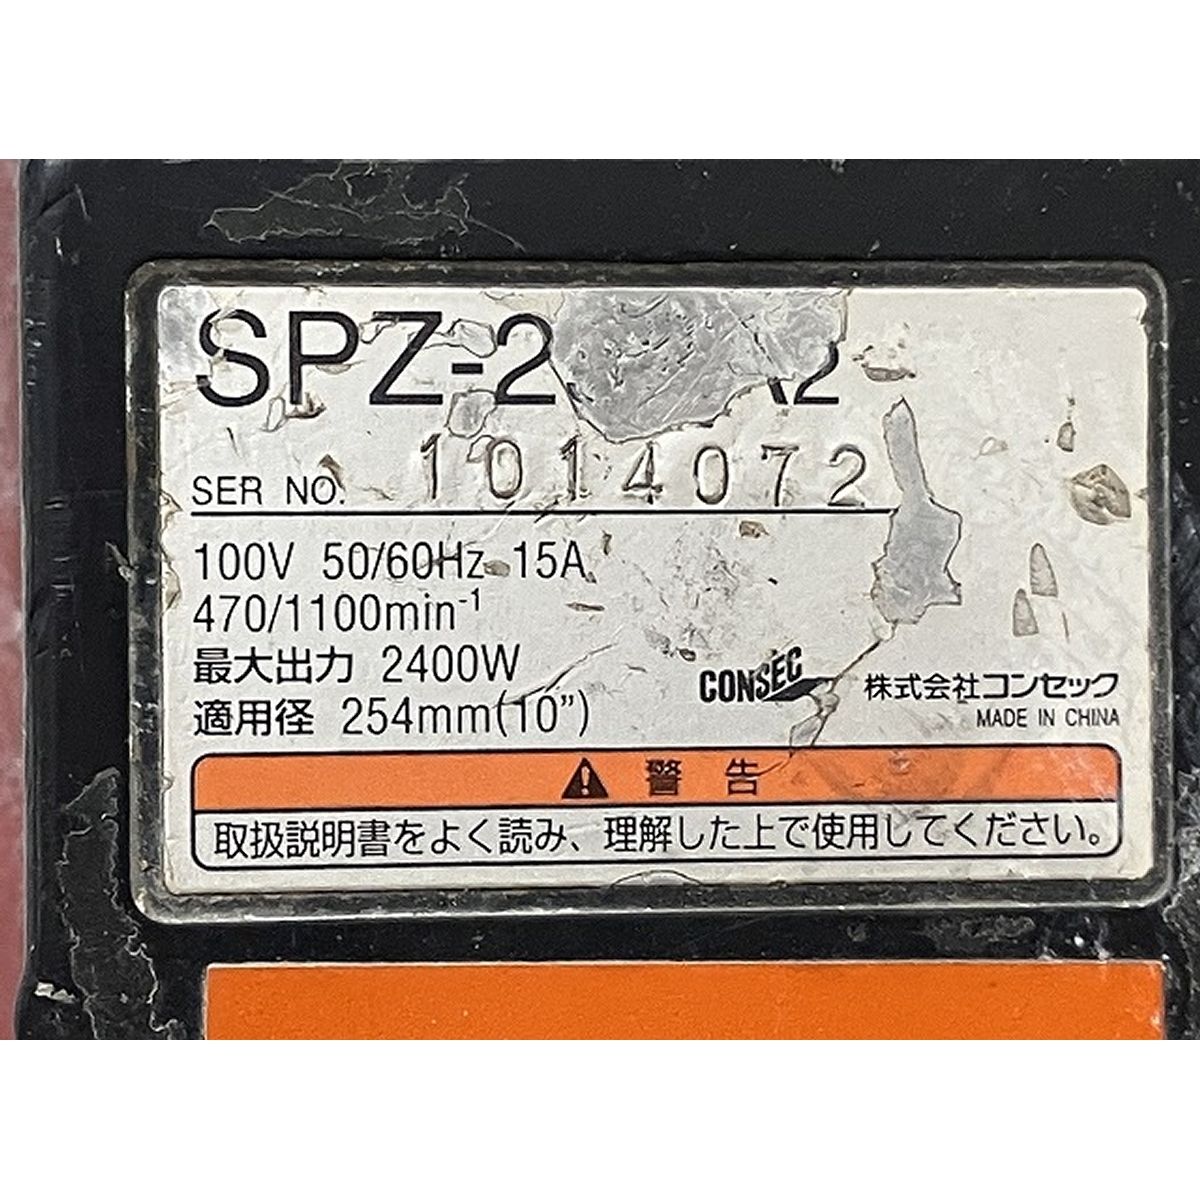 SER NO. 1014072
100V 50/60Hz 15A
470/1100min⁻¹
最大出力 2400W
適用径 254mm(10”)
CONSEC 株式会社コンセック
MADE IN CHINA
警告
取扱説明書をよく読み、理解した上で使用してください。